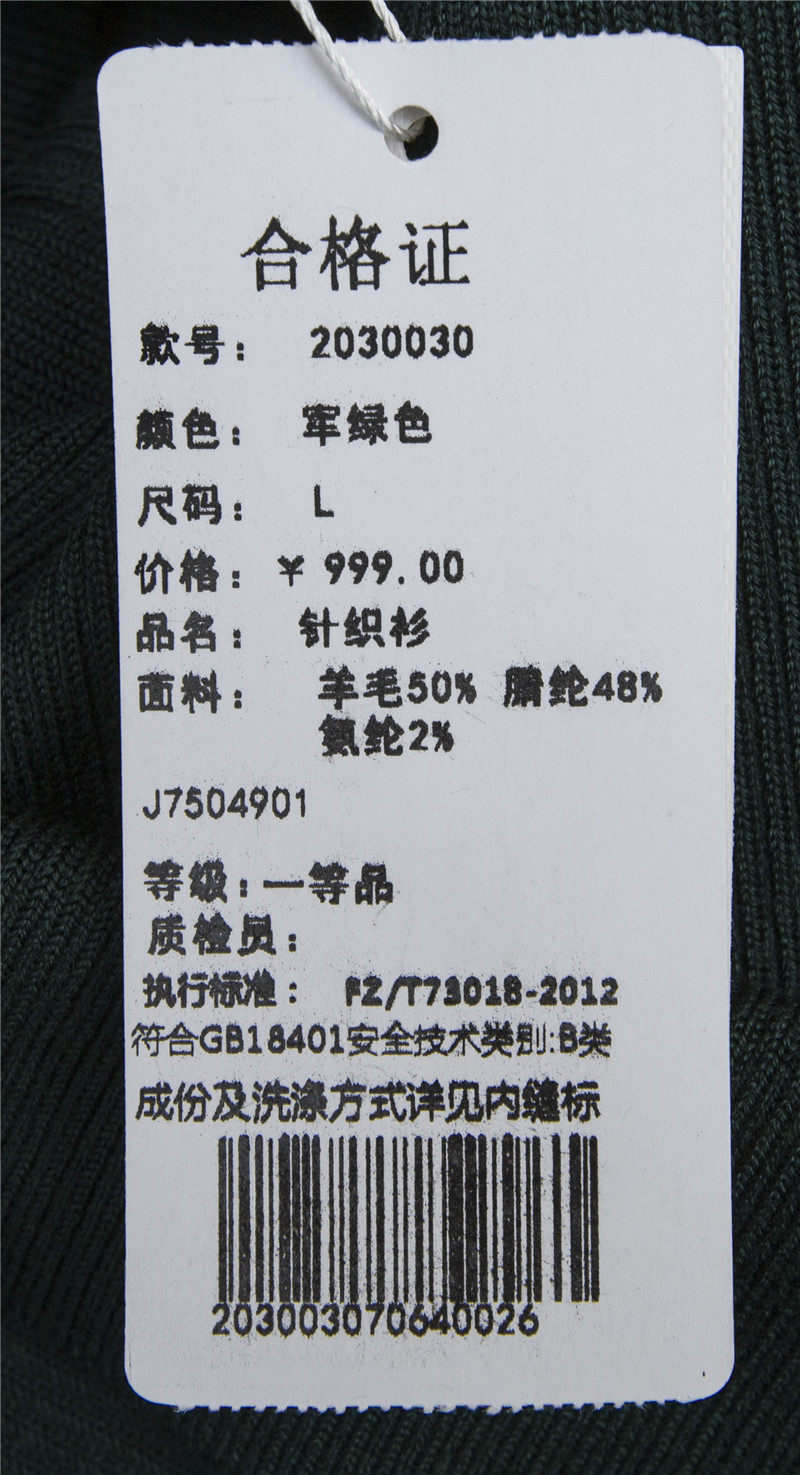 合格证
款号： 2030030
颜色： 军绿色
尺码： L
价格： ¥ 999.00
品名： 针织衫
面料： 羊毛50% 腈纶48%
氨纶2%
J7504901
等级：一等品
质检员：
执行标准： FZ/T73018-2012
符合GB18401安全技术类别:B类
成份及洗涤方式详见内缝标
203003070640026